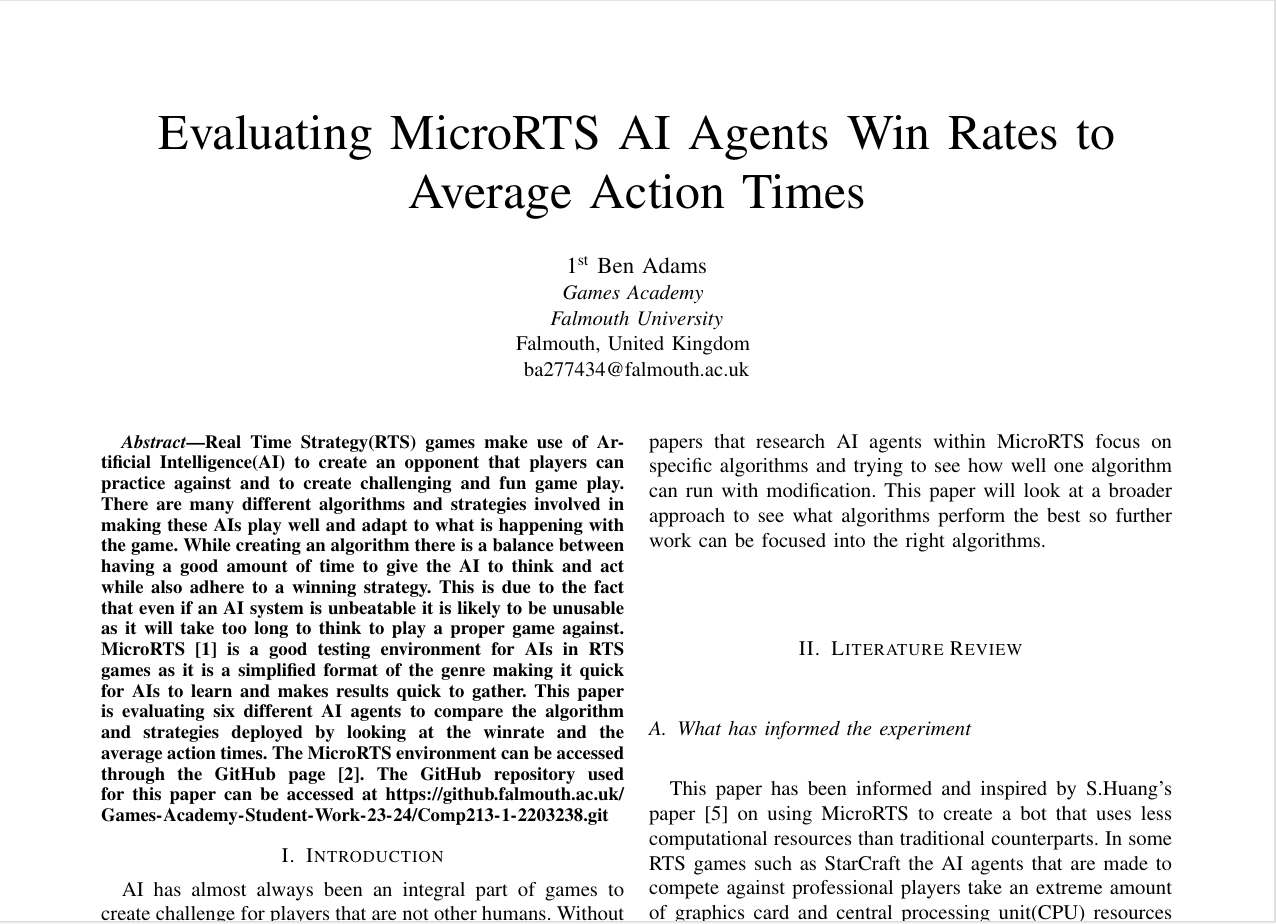 Evaluating MicroRTS AI Agents Win Rates to
Average Action Times
1st Ben Adams
Games Academy
Falmouth University
Falmouth, United Kingdom
ba277434@falmouth.ac.uk
Abstract—Real Time Strategy(RTS) games make use of Ar-
tificial Intelligence(AI) to create an opponent that players can
practice against and to create challenging and fun game play.
There are many different algorithms and strategies involved in
making these AIs play well and adapt to what is happening with
the game. While creating an algorithm there is a balance between
having a good amount of time to give the AI to think and act
while also adhere to a winning strategy. This is due to the fact
that even if an AI system is unbeatable it is likely to be unusable
as it will take too long to think to play a proper game against.
MicroRTS [1] is a good testing environment for AIs in RTS
games as it is a simplified format of the genre making it quick
for AIs to learn and makes results quick to gather. This paper
is evaluating six different AI agents to compare the algorithm
and strategies deployed by looking at the winrate and the
average action times. The MicroRTS environment can be accessed
through the GitHub page [2]. The GitHub repository used
for this paper can be accessed at https://github.falmouth.ac.uk/
Games-Academy-Student-Work-23-24/Comp213-1-2203238.git
I. INTRODUCTION
AI has almost always been an integral part of games to
create challenge for players that are not other humans. Without
papers that research AI agents within MicroRTS focus on
specific algorithms and trying to see how well one algorithm
can run with modification. This paper will look at a broader
approach to see what algorithms perform the best so further
work can be focused into the right algorithms.
II. LITERATURE REVIEW
A. What has informed the experiment
This paper has been informed and inspired by S.Huang's
paper [5] on using MicroRTS to create a bot that uses less
computational resources than traditional counterparts. In some
RTS games such as StarCraft the AI agents that are made to
compete against professional players take an extreme amount
of graphics card and central processing unit(CPU) resources